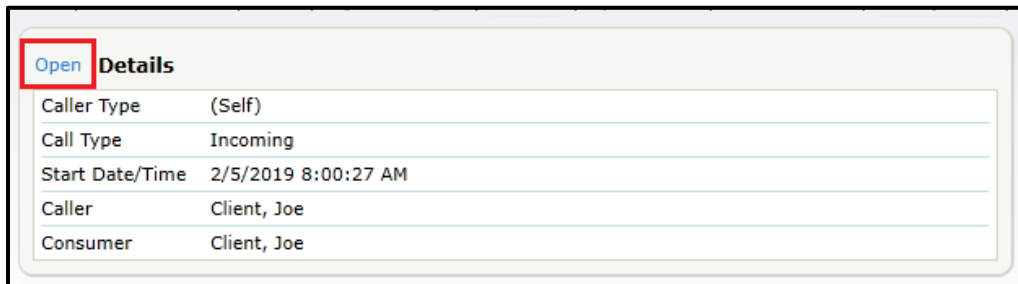 Open Details
Caller Type (Self)
Call Type Incoming
Start Date/Time 2/5/2019 8:00:27 AM
Caller Client, Joe
Consumer Client, Joe